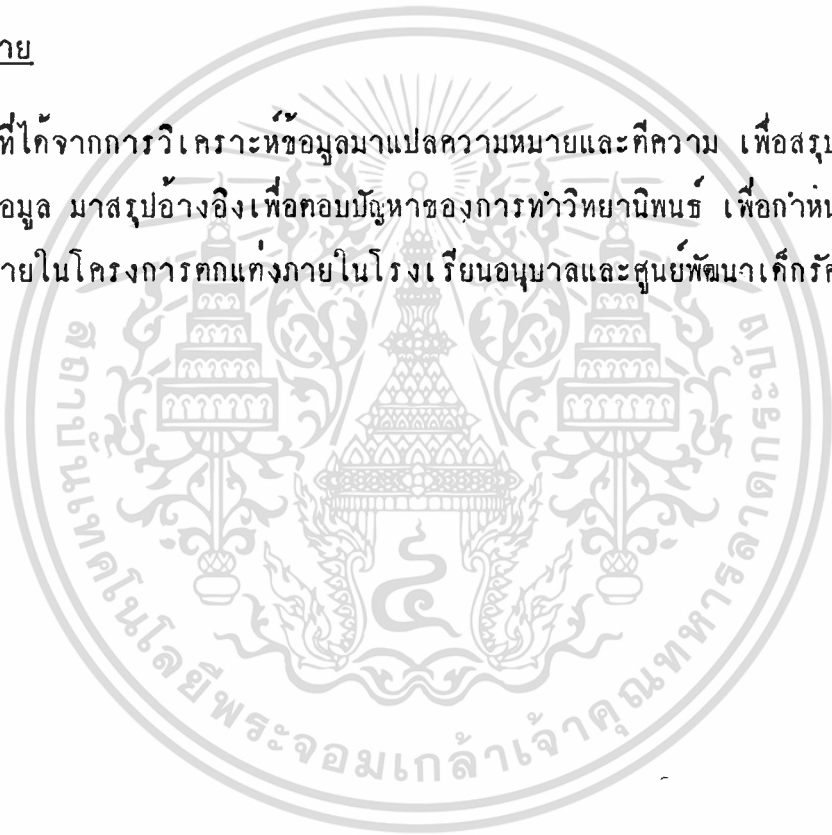 าย
ที่ได้จากการวิเคราะห์ข้อมูลมาแปลความหมายและตีความ เพื่อสรุป
อมูล มาสรุปอ้างอิงเพื่อตอบปัญหาของการทำวิทยานิพนธ์ เพื่อกำหน
ายในโครงการตกแต่งภายในโรงเรียนอนุบาลและศูนย์พัฒนาเด็กรัศ
สถาบันเทคโนโลยีพระจอมเกล้าเจ้าคุณทหารลาดกระบัง